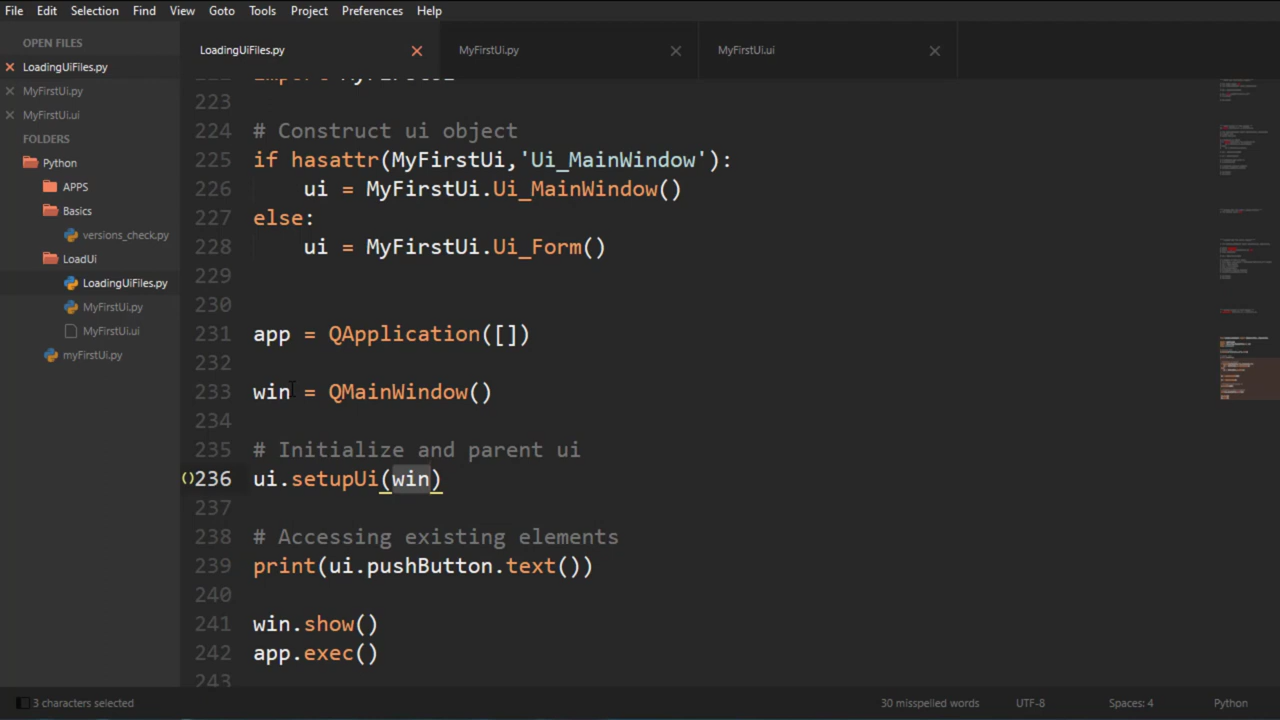 File Edit Selection Find View Goto Tools Project Preferences Help
OPEN FILES
LoadingUiFiles.py
MyFirstUi.py
MyFirstUi.ui
FOLDERS
Python
APPS
Basics
versions_check.py
LoadUi
LoadingUiFiles.py
MyFirstUi.py
MyFirstUi.ui
myFirstUi.py
LoadingUiFiles.py MyFirstUi.py MyFirstUi.ui
223
224 # Construct ui object
225 if hasattr(MyFirstUi,'Ui_MainWindow'):
226 ui = MyFirstUi.Ui_MainWindow()
227 else:
228 ui = MyFirstUi.Ui_Form()
229
230
231 app = QApplication([])
232
233 win = QMainWindow()
234
235 # Initialize and parent ui
236 ui.setupUi(win)
237
238 # Accessing existing elements
239 print(ui.pushButton.text())
240
241 win.show()
242 app.exec()
243
3 characters selected 30 misspelled words UTF-8 Spaces: 4 Python